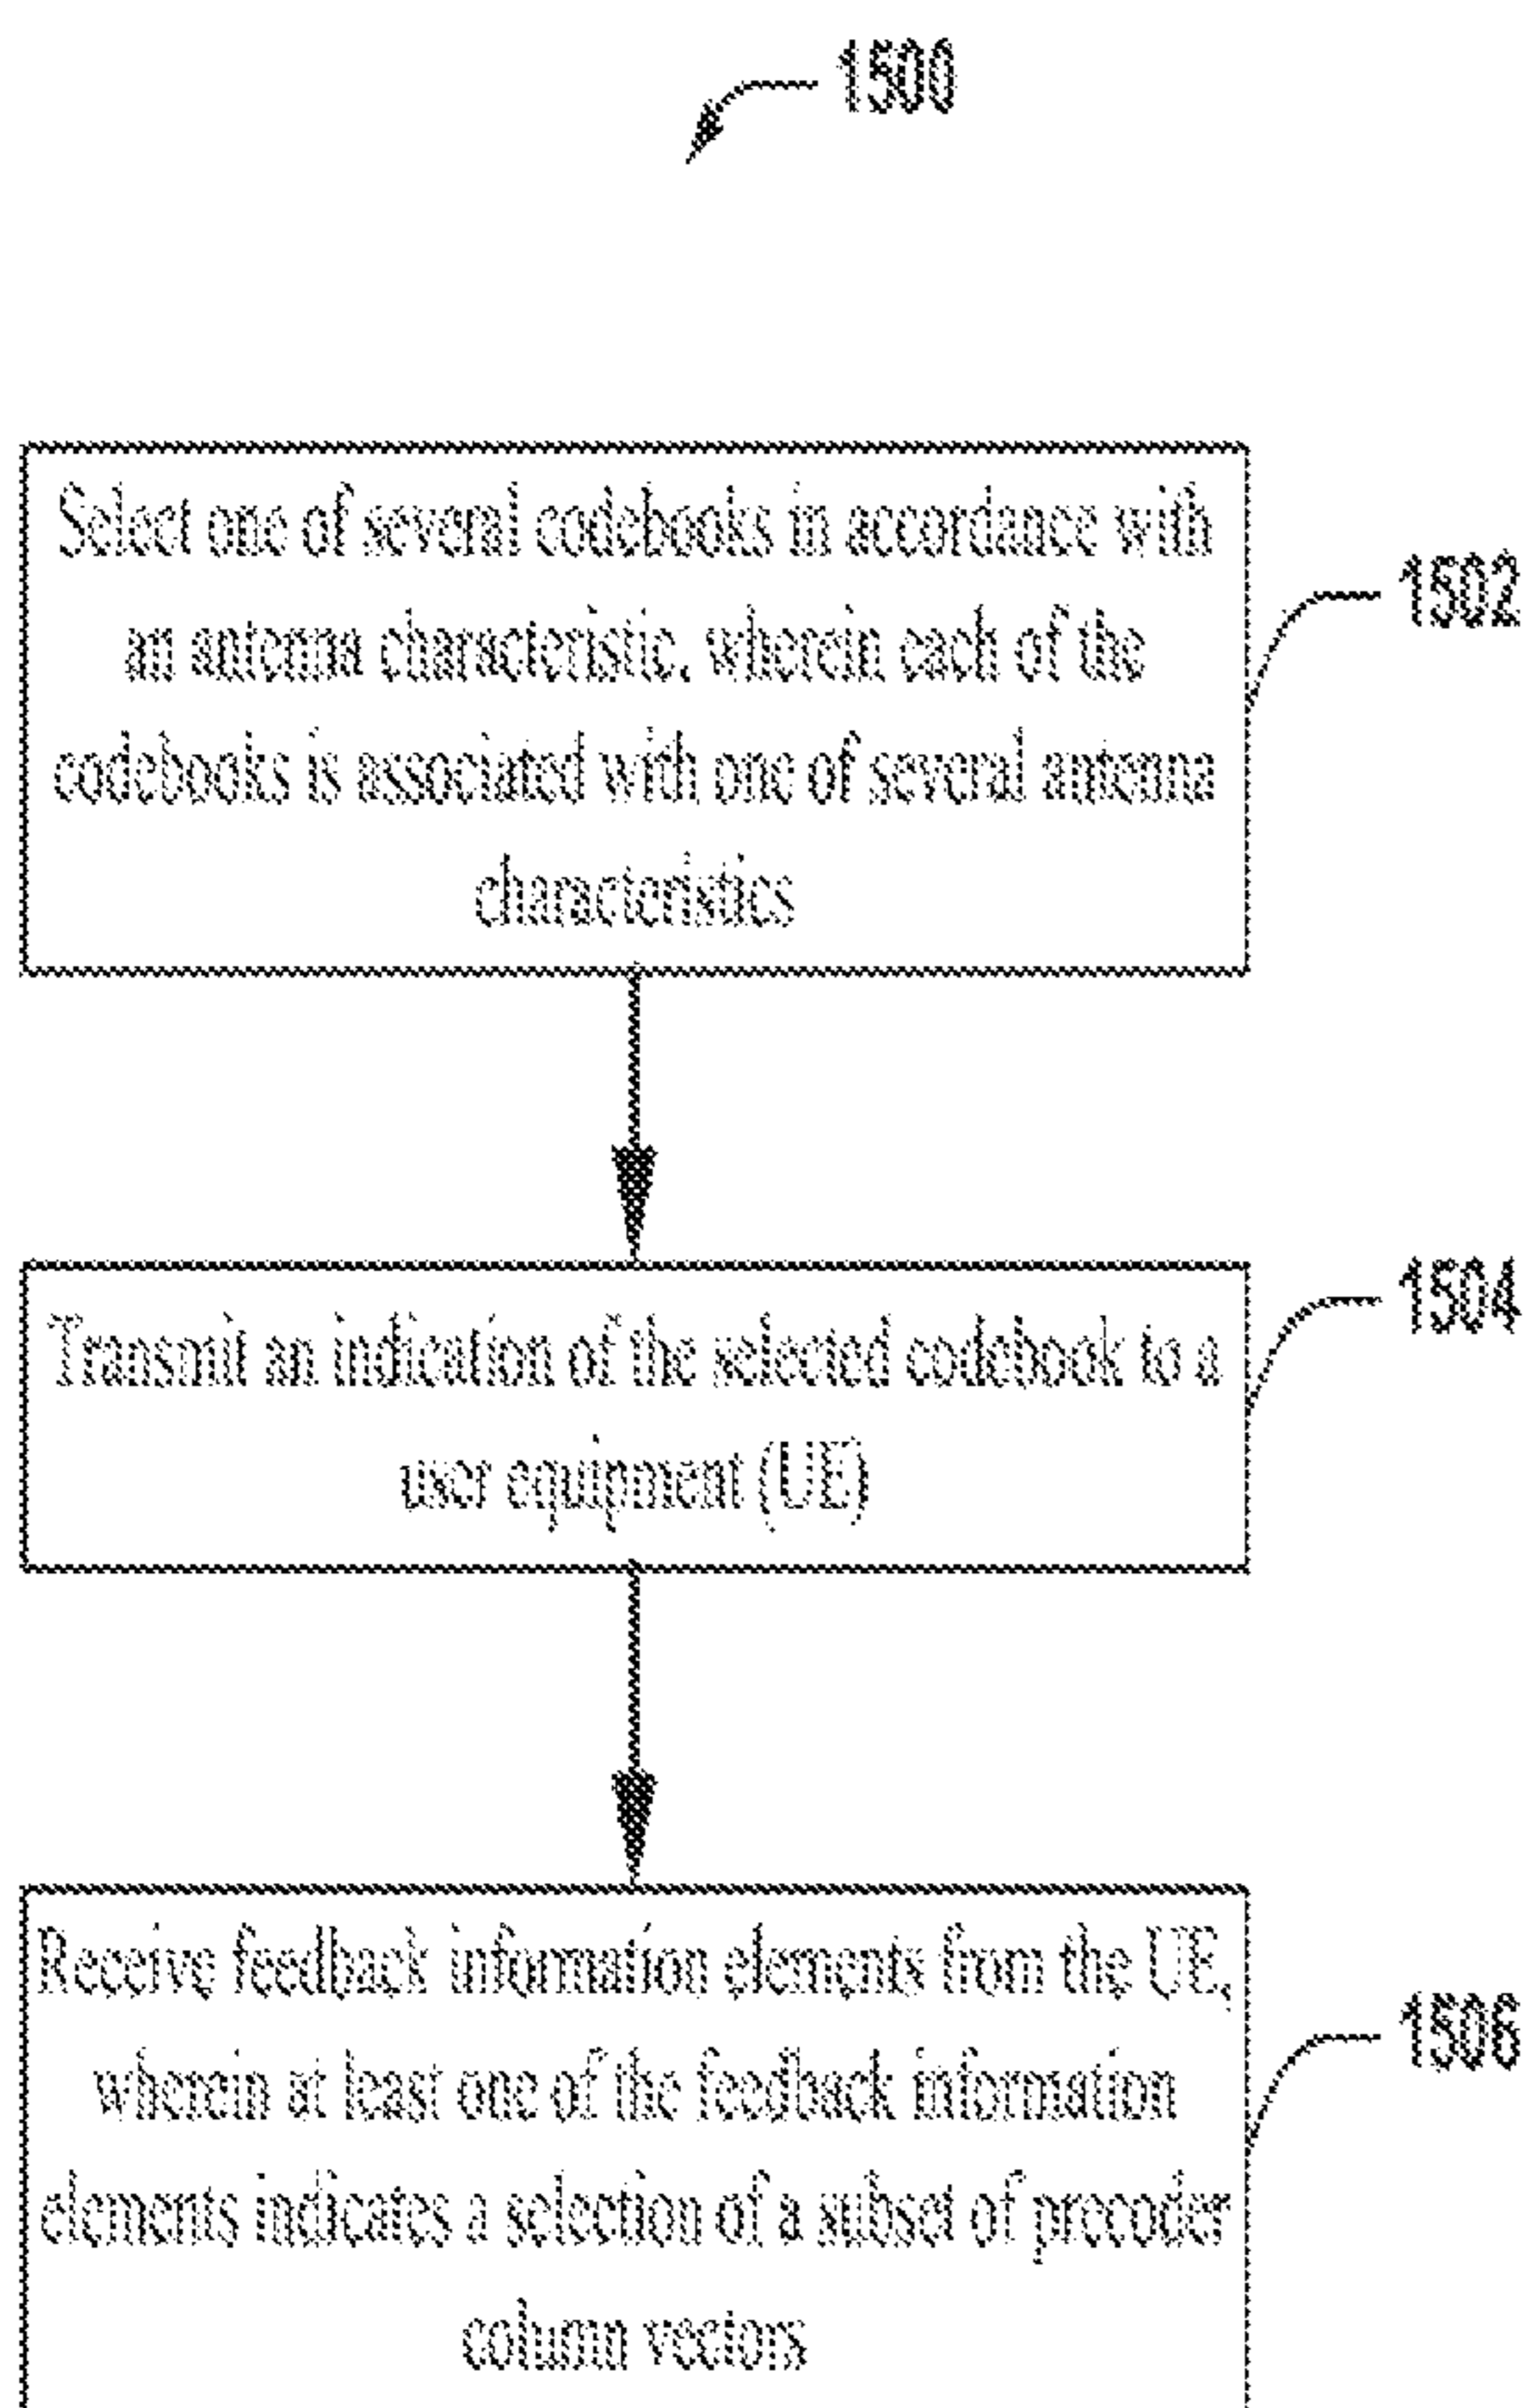 1500
Select one of several codebooks in accordance with
an antenna characteristic, wherein each of the
codebooks is associated with one of several antenna
characteristics
1502
Transmit an indication of the selected codebook to a
user equipment (UE)
1504
Receive feedback information elements from the UE,
wherein at least one of the feedback information
elements indicates a selection of a subset of precoder
column vectors
1506